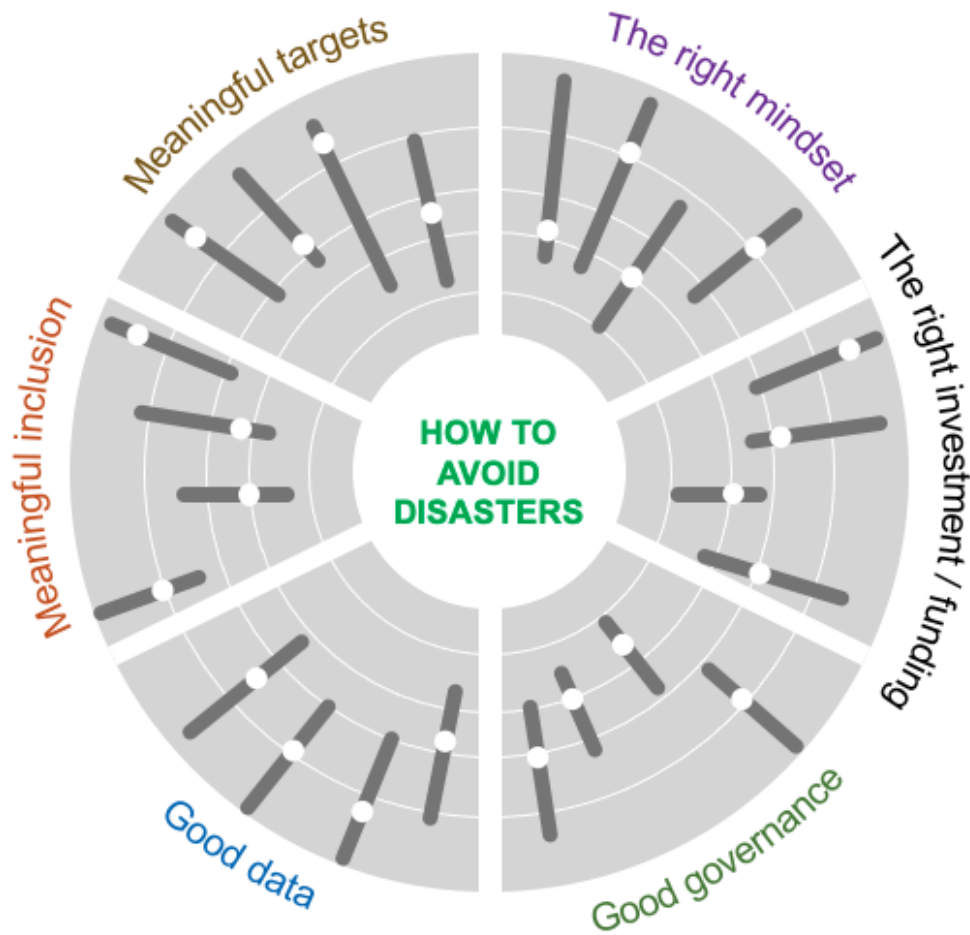 HOW TO
AVOID
DISASTERS
The right mindset
The right investment / funding
Good governance
Good data
Meaningful inclusion
Meaningful targets